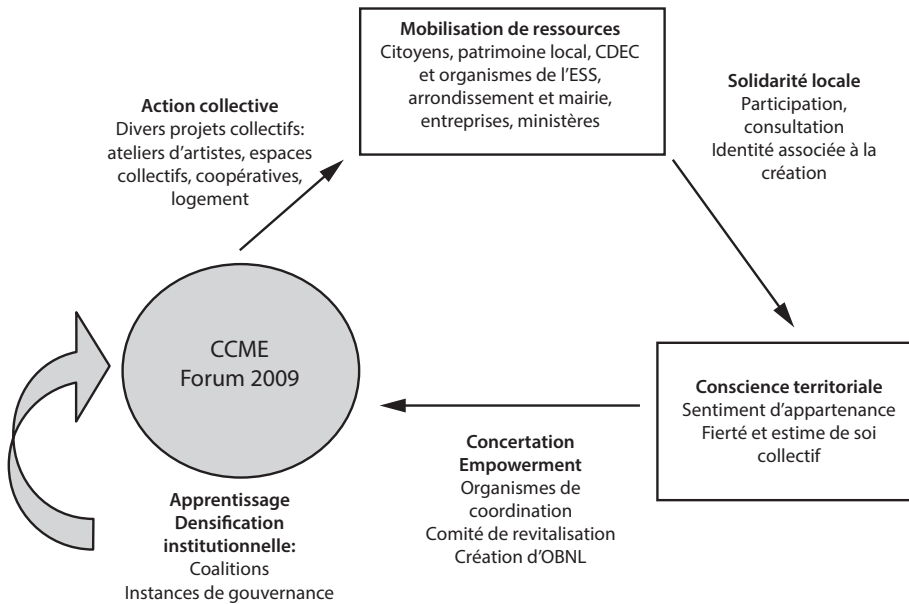 Mobilisation de ressources
Citoyens, patrimoine local, CDEC
et organismes de l’ESS,
arrondissement et mairie,
entreprises, ministères
Action collective
Divers projets collectifs:
ateliers d’artistes, espaces
collectifs, coopératives,
logement
Solidarité locale
Participation,
consultation
Identité associée à la
création
CCME
Forum 2009
Conscience territoriale
Sentiment d’appartenance
Fierté et estime de soi
collectif
Concertation
Empowerment
Organismes de
coordination
Comité de revitalisation
Création d’OBNL
Apprentissage
Densification
institutionnelle:
Coalitions
Instances de gouvernance